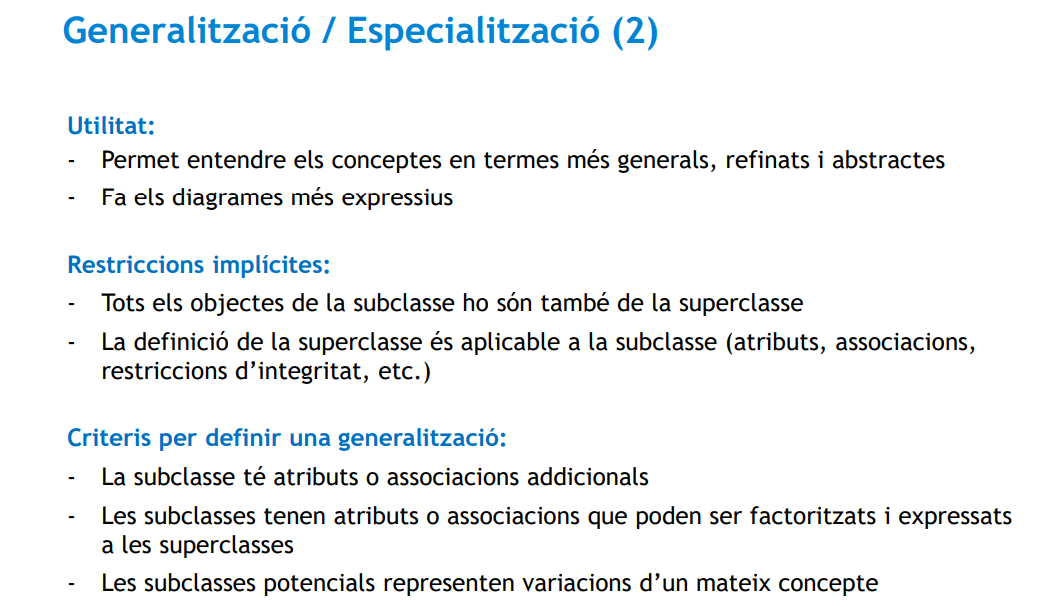 Generalització / Especialització (2)
Utilitat:
- Permet entendre els conceptes en termes més generals, refinats i abstractes
- Fa els diagrames més expressius
Restriccions implícites:
- Tots els objectes de la subclasse ho són també de la superclasse
- La definició de la superclasse és aplicable a la subclasse (atributs, associacions,
restriccions d’integritat, etc.)
Criteris per definir una generalització:
- La subclasse té atributs o associacions addicionals
- Les subclasses tenen atributs o associacions que poden ser factoritzats i expressats
a les superclasses
- Les subclasses potencials representen variacions d’un mateix concepte